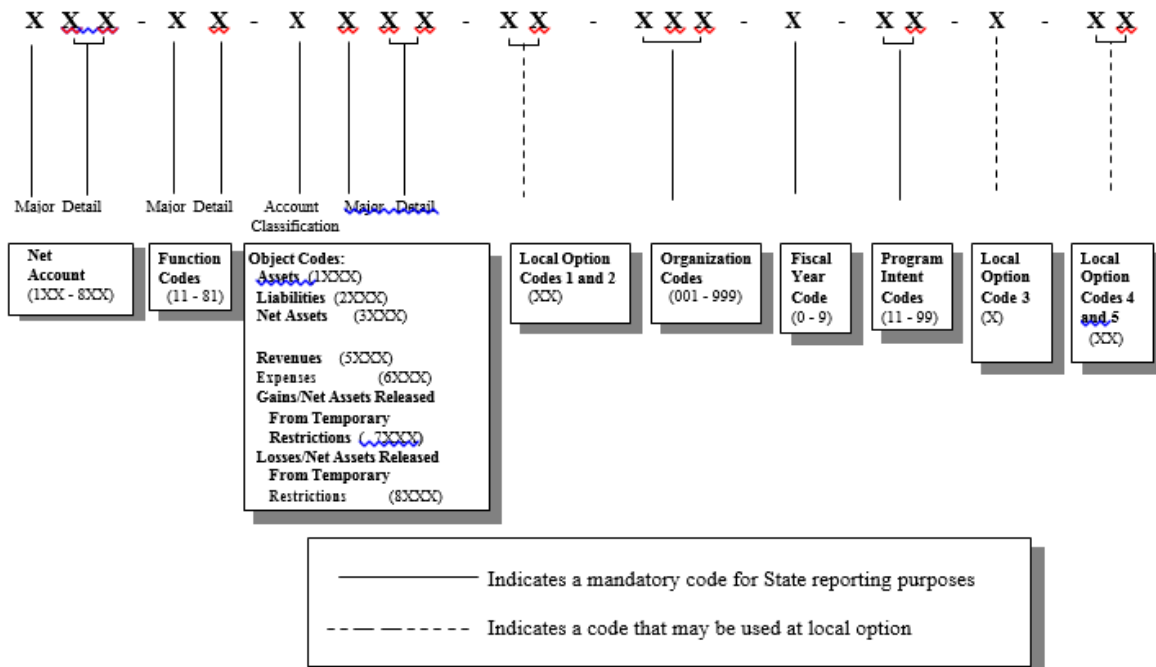 X X X - X X - X X X X - X X - X X X - X - X X - X - X X
Major Detail Major Detail Account Classification Major Detail
Net
Account
(1XX - 8XX)
Function
Codes
(11 - 81)
Object Codes:
Assets (1XXX)
Liabilities (2XXX)
Net Assets (3XXX)
Revenues (5XXX)
Expenses (6XXX)
Gains/Net Assets Released
From Temporary
Restrictions ( 7XXX)
Losses/Net Assets Released
From Temporary
Restrictions (8XXX)
Local Option
Codes 1 and 2
(XX)
Organization
Codes
(001 - 999)
Fiscal
Year
Code
(0 - 9)
Program
Intent
Codes
(11 - 99)
Local
Option
Code 3
(X)
Local
Option
Codes 4
and 5
(XX)
Indicates a mandatory code for State reporting purposes
Indicates a code that may be used at local option